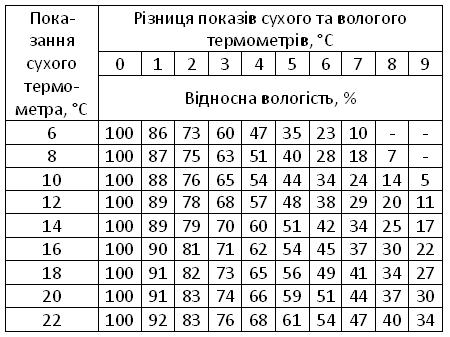 Пока-
зання
сухого
термо-
метра, °C
Різниця показів сухого та вологого
термометрів, °C
0 1 2 3 4 5 6 7 8 9
Відносна вологість, %
6 100 86 73 60 47 35 23 10 - -
8 100 87 75 63 51 40 28 18 7 -
10 100 88 76 65 54 44 34 24 14 5
12 100 89 78 68 57 48 38 29 20 11
14 100 89 79 70 60 51 42 34 25 17
16 100 90 81 71 62 54 45 37 30 22
18 100 91 82 73 65 56 49 41 34 27
20 100 91 83 74 66 59 51 44 37 30
22 100 92 83 76 68 61 54 47 40 34